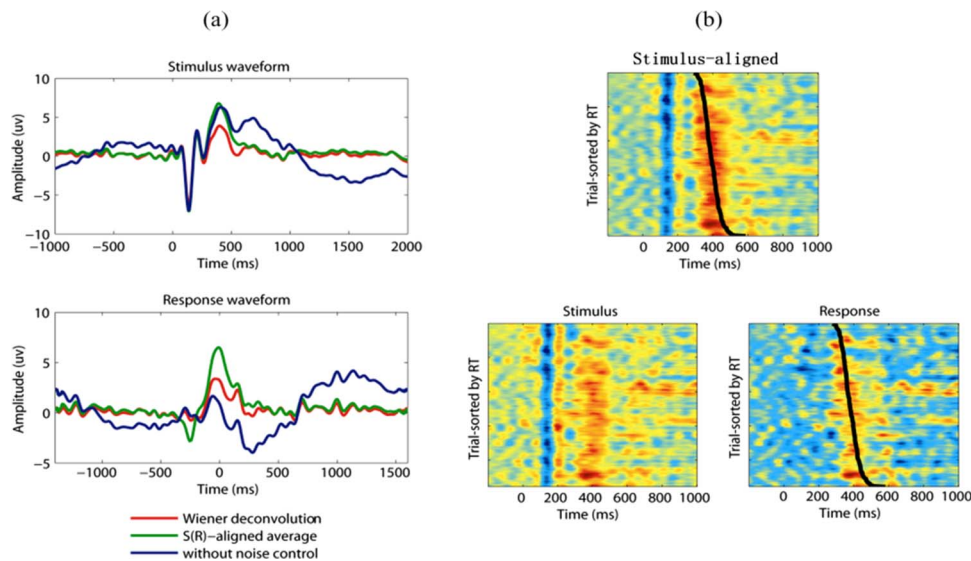 (a)
Stimulus waveform
Amplitude (uv)
10
5
0
−5
−10
−1000 −500 0 500 1000 1500 2000
Time (ms)
Response waveform
Amplitude (uv)
10
5
0
−5
−1000 −500 0 500 1000 1500
Time (ms)
Wiener deconvolution
S(R)−aligned average
without noise control
(b)
Stimulus-aligned
Trial-sorted by RT
0 200 400 600 800 1000
Time (ms)
Stimulus
Trial-sorted by RT
0 200 400 600 800 1000
Time (ms)
Response
Trial-sorted by RT
0 200 400 600 800 1000
Time (ms)